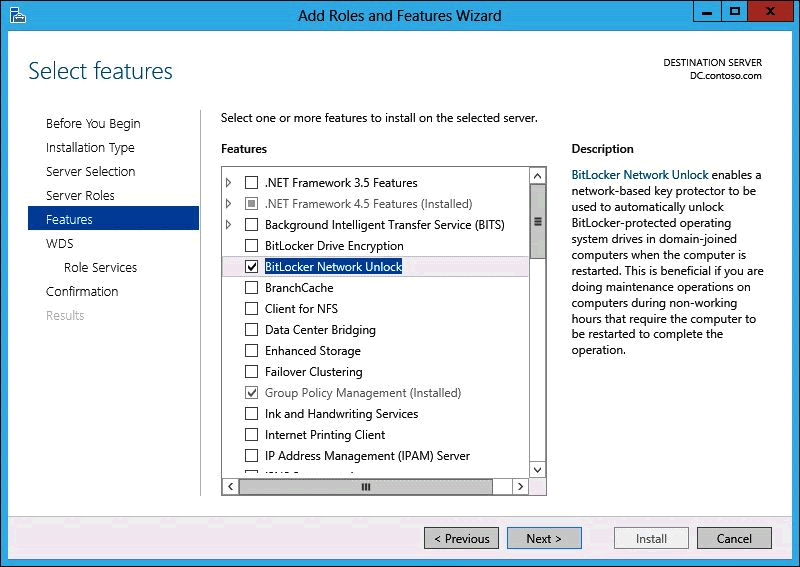 Add Roles and Features Wizard
Select features
DESTINATION SERVER
DC.contoso.com
Before You Begin
Installation Type
Server Selection
Server Roles
Features
WDS
Role Services
Confirmation
Results
Select one or more features to install on the selected server.
Features
.NET Framework 3.5 Features
.NET Framework 4.5 Features (Installed)
Background Intelligent Transfer Service (BITS)
BitLocker Drive Encryption
BitLocker Network Unlock
BranchCache
Client for NFS
Data Center Bridging
Enhanced Storage
Failover Clustering
Group Policy Management (Installed)
Ink and Handwriting Services
Internet Printing Client
IP Address Management (IPAM) Server
Description
BitLocker Network Unlock enables a
network-based key protector to be
used to automatically unlock
BitLocker-protected operating
system drives in domain-joined
computers when the computer is
restarted. This is beneficial if you are
doing maintenance operations on
computers during non-working
hours that require the computer to
be restarted to complete the
operation.
< Previous
Next >
Install
Cancel